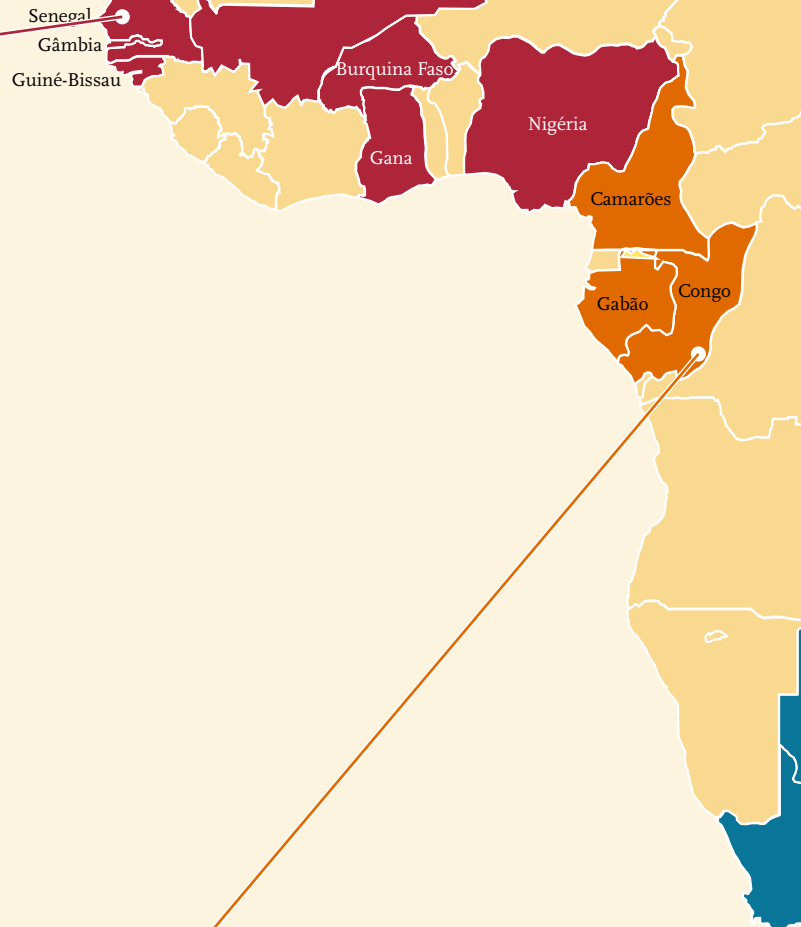 Senegal
Gâmbia
Guiné-Bissau
Burquina Faso
Nigéria
Gana
Camarões
Gabão
Congo